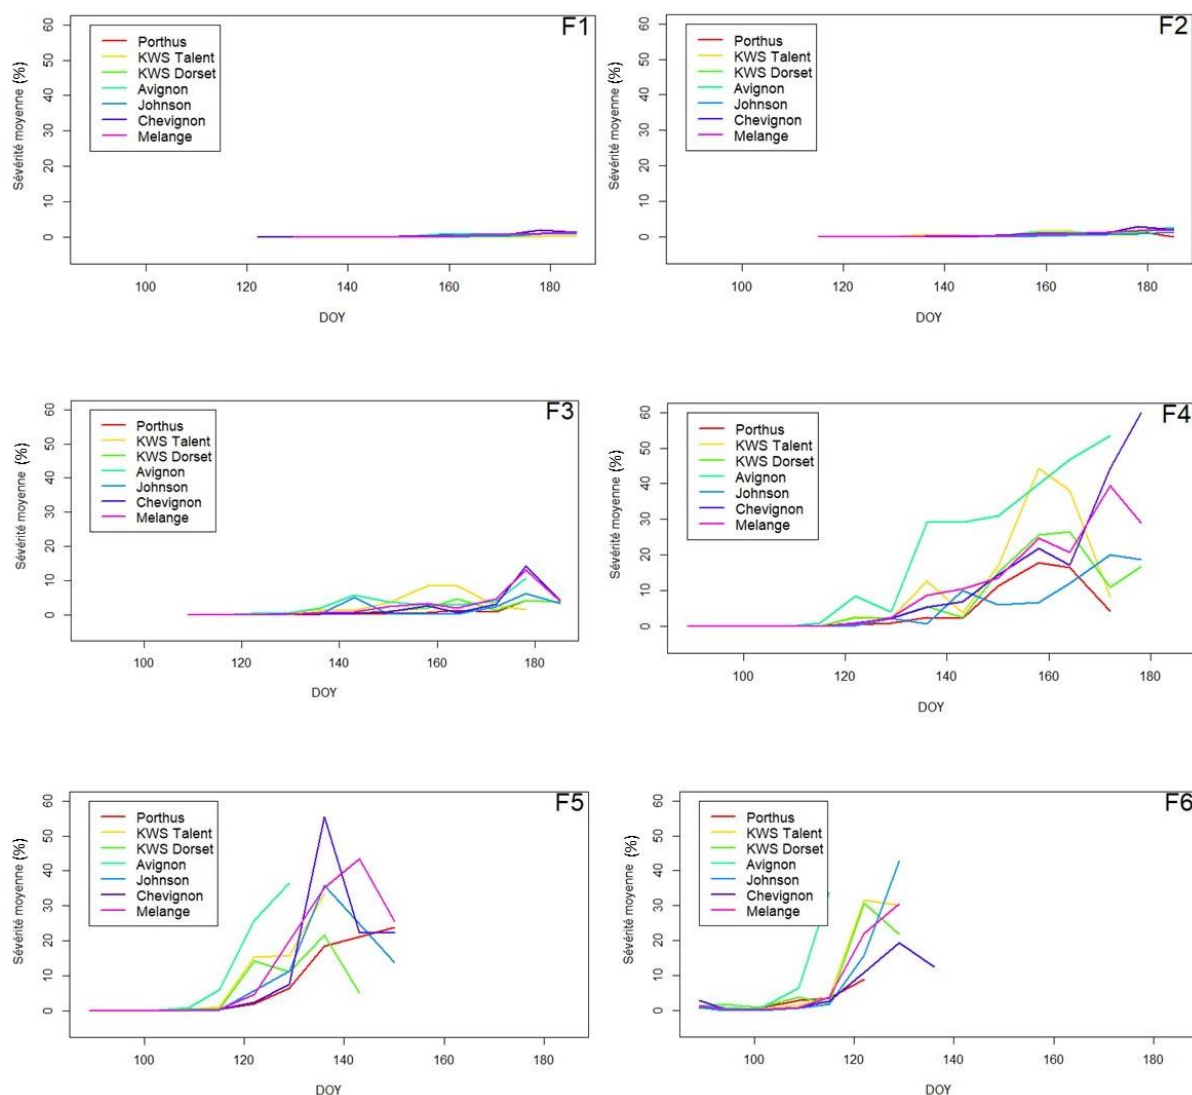 F1
Porthus
KWS Talent
KWS Dorset
Avignon
Johnson
Chevignon
Melange
Sévérité moyenne (%)
0 10 20 30 40 50 60
100 120 140 160 180
DOY
F2
Porthus
KWS Talent
KWS Dorset
Avignon
Johnson
Chevignon
Melange
Sévérité moyenne (%)
0 10 20 30 40 50 60
100 120 140 160 180
DOY
F3
Porthus
KWS Talent
KWS Dorset
Avignon
Johnson
Chevignon
Melange
Sévérité moyenne (%)
0 10 20 30 40 50 60
100 120 140 160 180
DOY
F4
Porthus
KWS Talent
KWS Dorset
Avignon
Johnson
Chevignon
Melange
Sévérité moyenne (%)
0 10 20 30 40 50 60
100 120 140 160 180
DOY
F5
Porthus
KWS Talent
KWS Dorset
Avignon
Johnson
Chevignon
Melange
Sévérité moyenne (%)
0 10 20 30 40 50 60
100 120 140 160 180
DOY
F6
Porthus
KWS Talent
KWS Dorset
Avignon
Johnson
Chevignon
Melange
Sévérité moyenne (%)
0 10 20 30 40 50 60
100 120 140 160 180
DOY